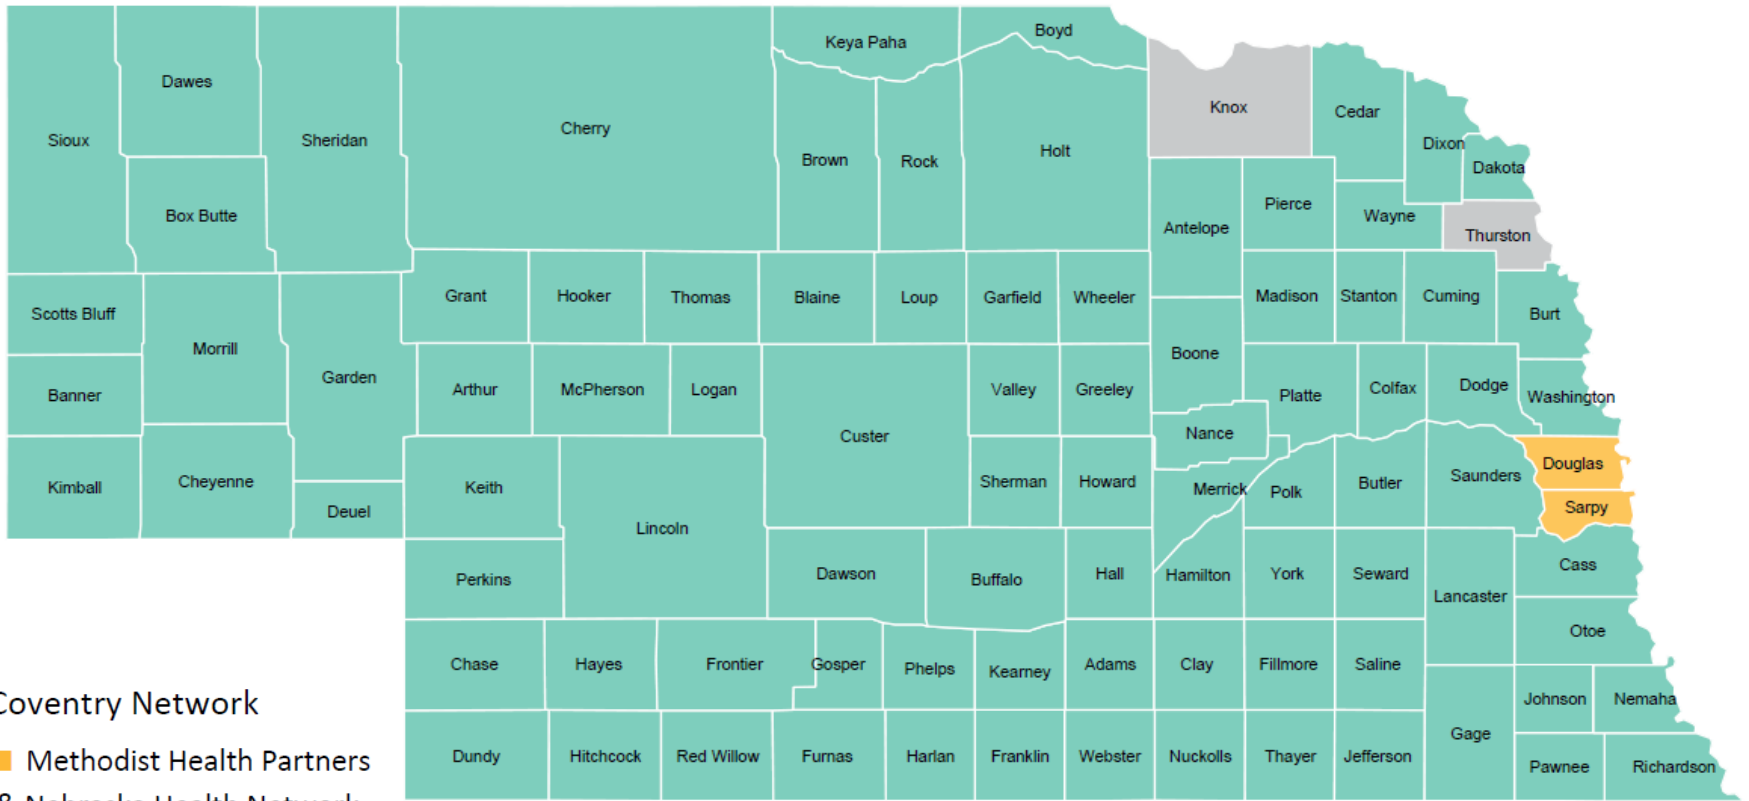 Boyd
Keya Paha
Dawes
Knox
Cedar
Cherry
Sioux
Sheridan
Dixon
Holt
Brown
Rock
Dakota
Pierce
Box Butte
Wayne
Antelope
Thurston
Grant
Hooker
Thomas
Blaine
Loup
Garfield
Wheeler
Madison
Stanton
Cuming
Scotts Bluff
Burt
Morrill
Boone
Garden
Dodge
Arthur
McPherson
Logan
Valley
Greeley
Colfax
Banner
Platte
Washington
Nance
Custer
Douglas
Saunders
Cheyenne
Sherman
Howard
Butler
Kimball
Keith
Merrick
Polk
Sarpy
Deuel
Lincoln
Cass
Dawson
Hall
Hamilton
York
Seward
Perkins
Buffalo
Lancaster
Otoe
Chase
Hayes
Frontier
Gosper
Phelps
Kearney
Adams
Clay
Fillmore
Saline
Johnson
Nemaha
Gage
Dundy
Hitchcock
Red Willow
Furnas
Harlan
Franklin
Webster
Nuckolls
Thayer
Jefferson
Pawnee
Richardson
Coventry Network
Methodist Health Partners
& Nebraska Health Network